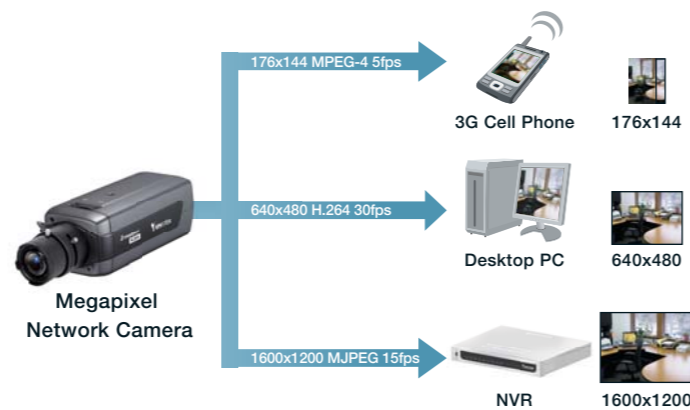 176x144 MPEG-4 5fps
3G Cell Phone
176x144
640x480 H.264 30fps
Desktop PC
640x480
Megapixel
Network Camera
1600x1200 MJPEG 15fps
NVR
1600x1200